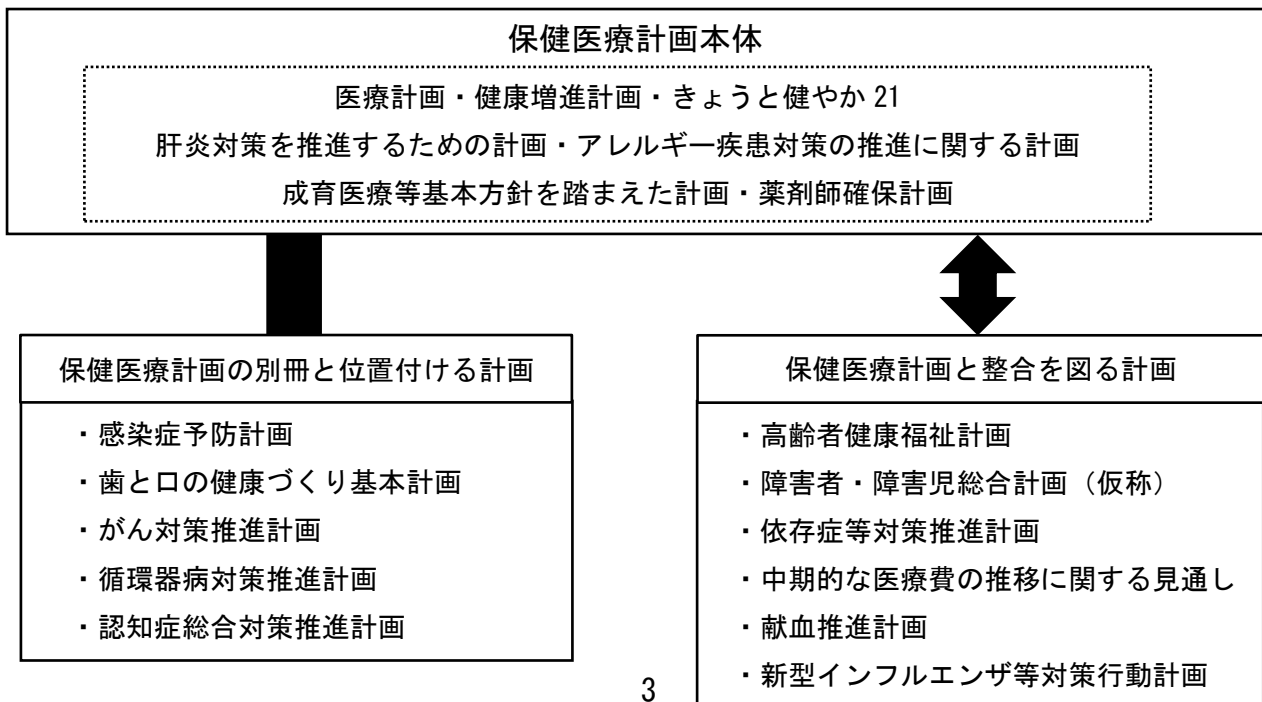 保健医療計画本体
医療計画・健康増進計画・きょうと健やか 21
肝炎対策を推進するための計画・アレルギー疾患対策の推進に関する計画
成育医療等基本方針を踏まえた計画・薬剤師確保計画
保健医療計画の別冊と位置付ける計画
・感染症予防計画
・歯と口の健康づくり基本計画
・がん対策推進計画
・循環器病対策推進計画
・認知症総合対策推進計画
保健医療計画と整合を図る計画
・高齢者健康福祉計画
・障害者・障害児総合計画（仮称）
・依存症等対策推進計画
・中期的な医療費の推移に関する見通し
・献血推進計画
・新型インフルエンザ等対策行動計画
3